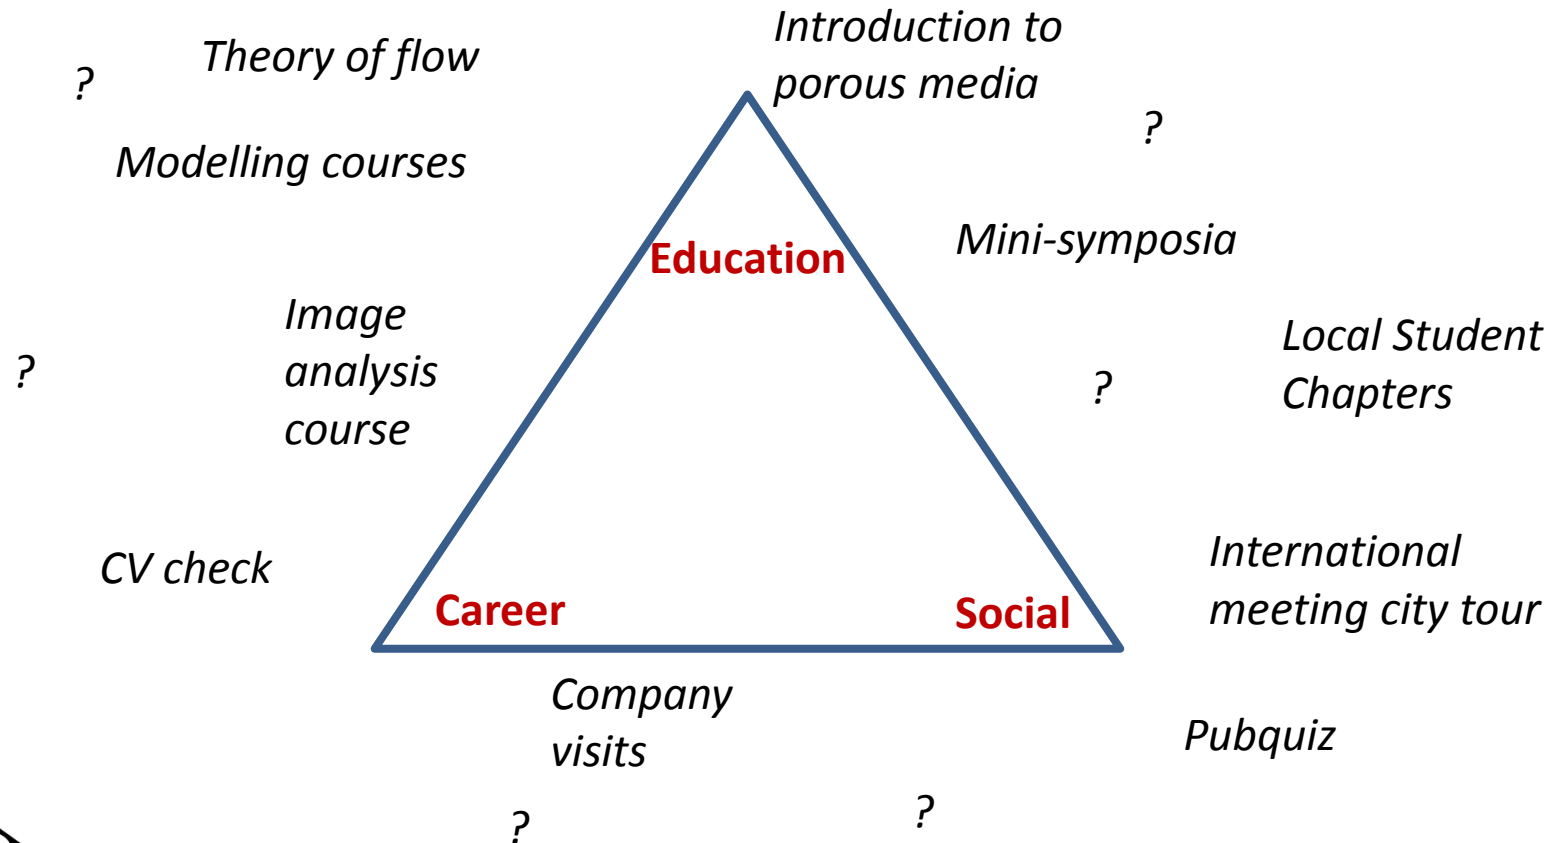 Introduction to
porous media
Theory of flow
?
?
Modelling courses
Mini-symposia
Education
Image
analysis
course
?
?
Local Student
Chapters
CV check
Career
Social
International
meeting city tour
Company
visits
Pubquiz
?
?